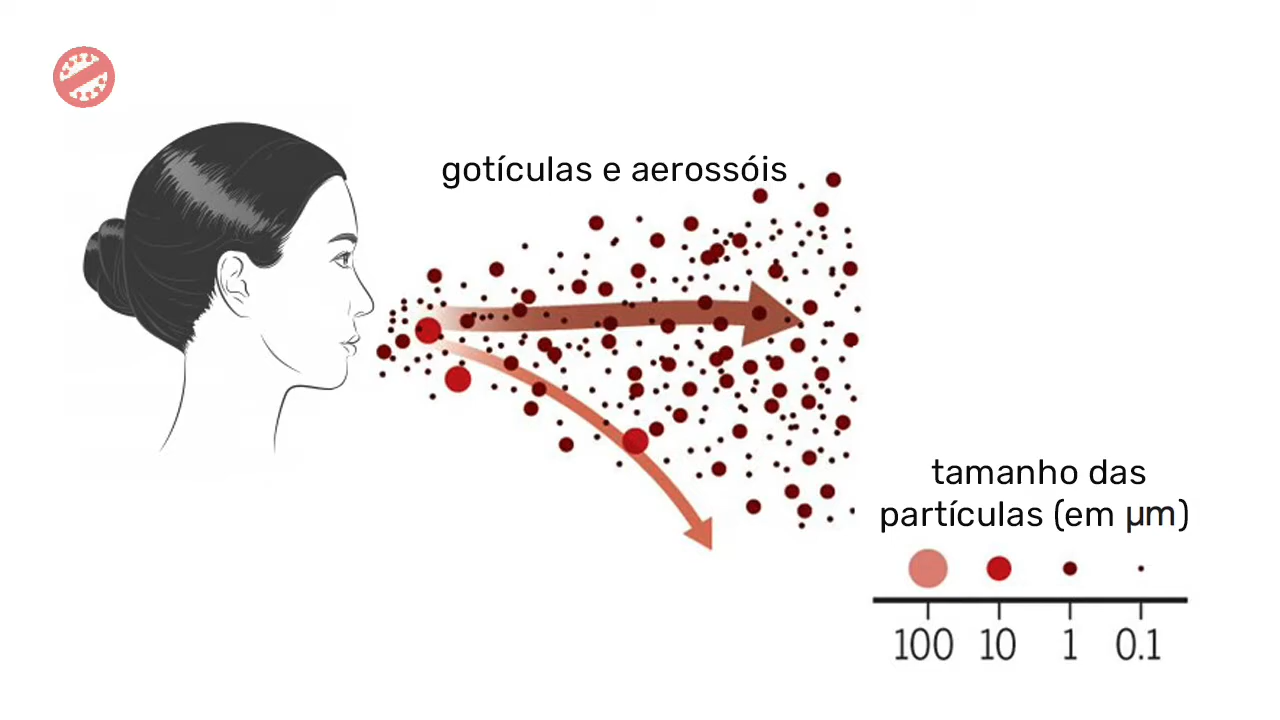 gotículas e aerossóis
tamanho das
partículas (em μm)
100 10 1 0.1